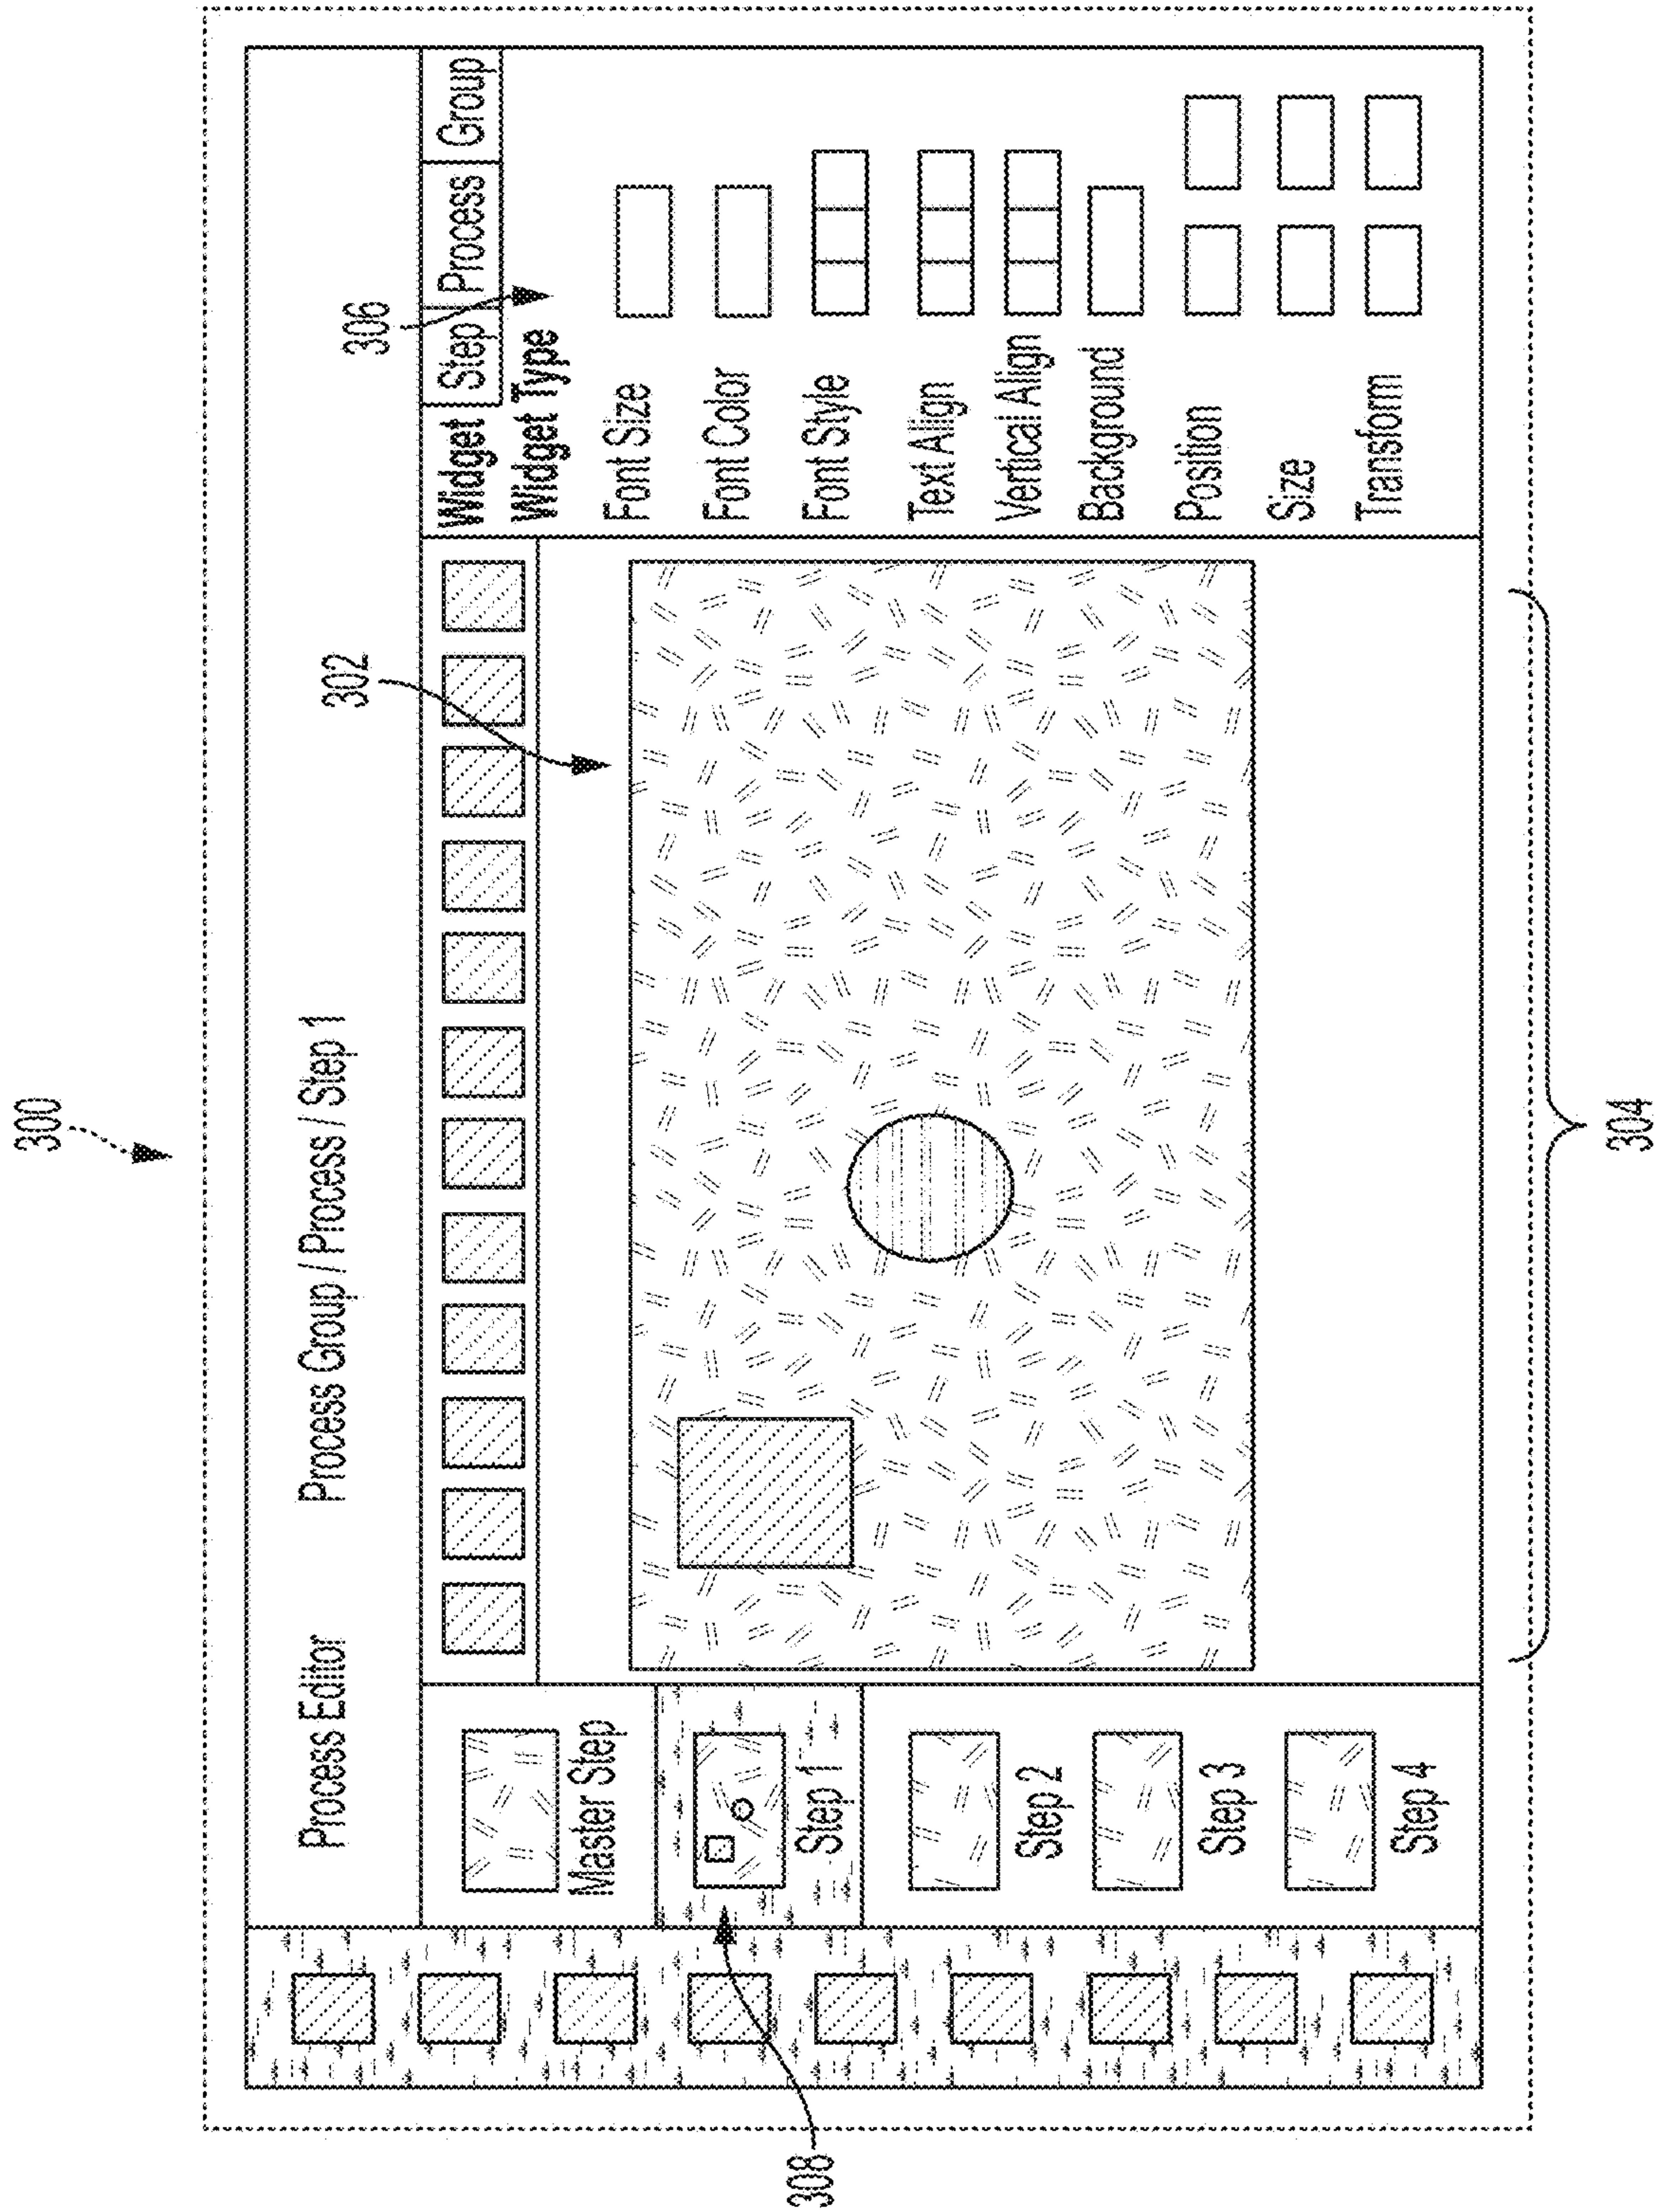 300
Process Editor
Process Group / Process / Step 1
306
302
Widget
Step
Process
Group
Widget Type
Font Size
Font Color
Font Style
Text Align
Vertical Align
Background
Position
Size
Transform
Master Step
Step 1
Step 2
Step 3
Step 4
308
304